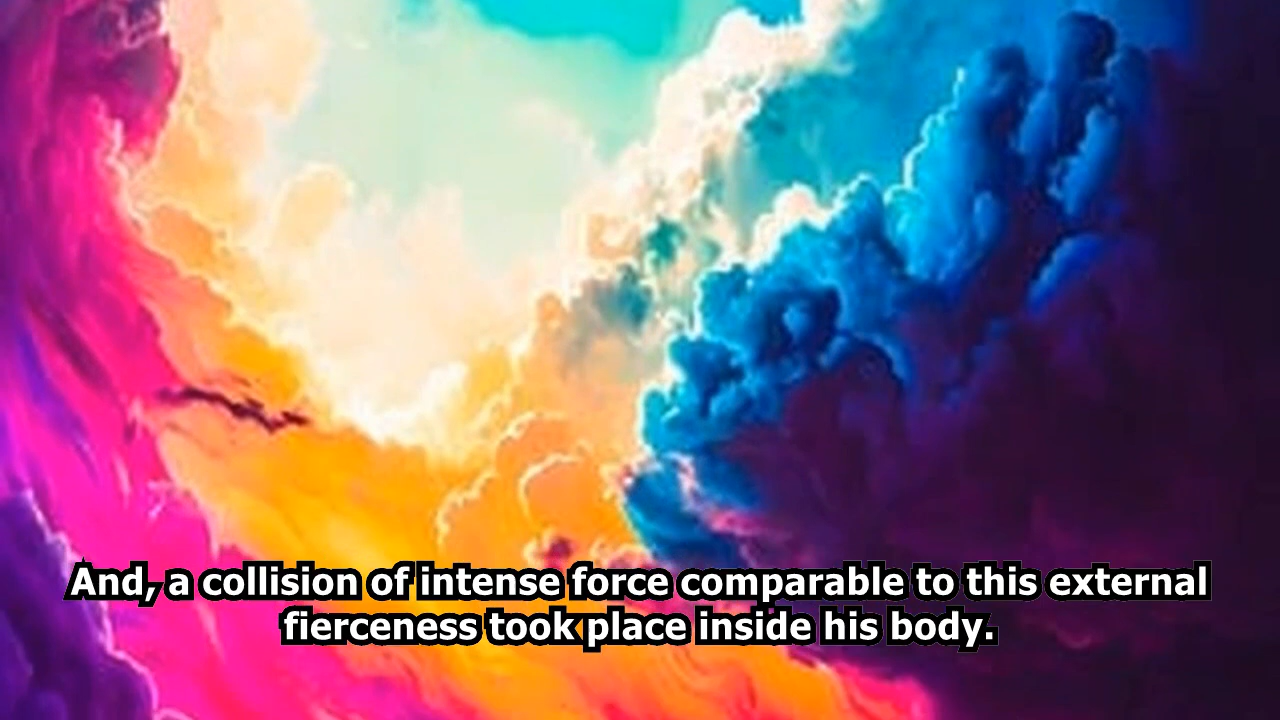 And, a collision of intense force comparable to this external
fierceness took place inside his body.